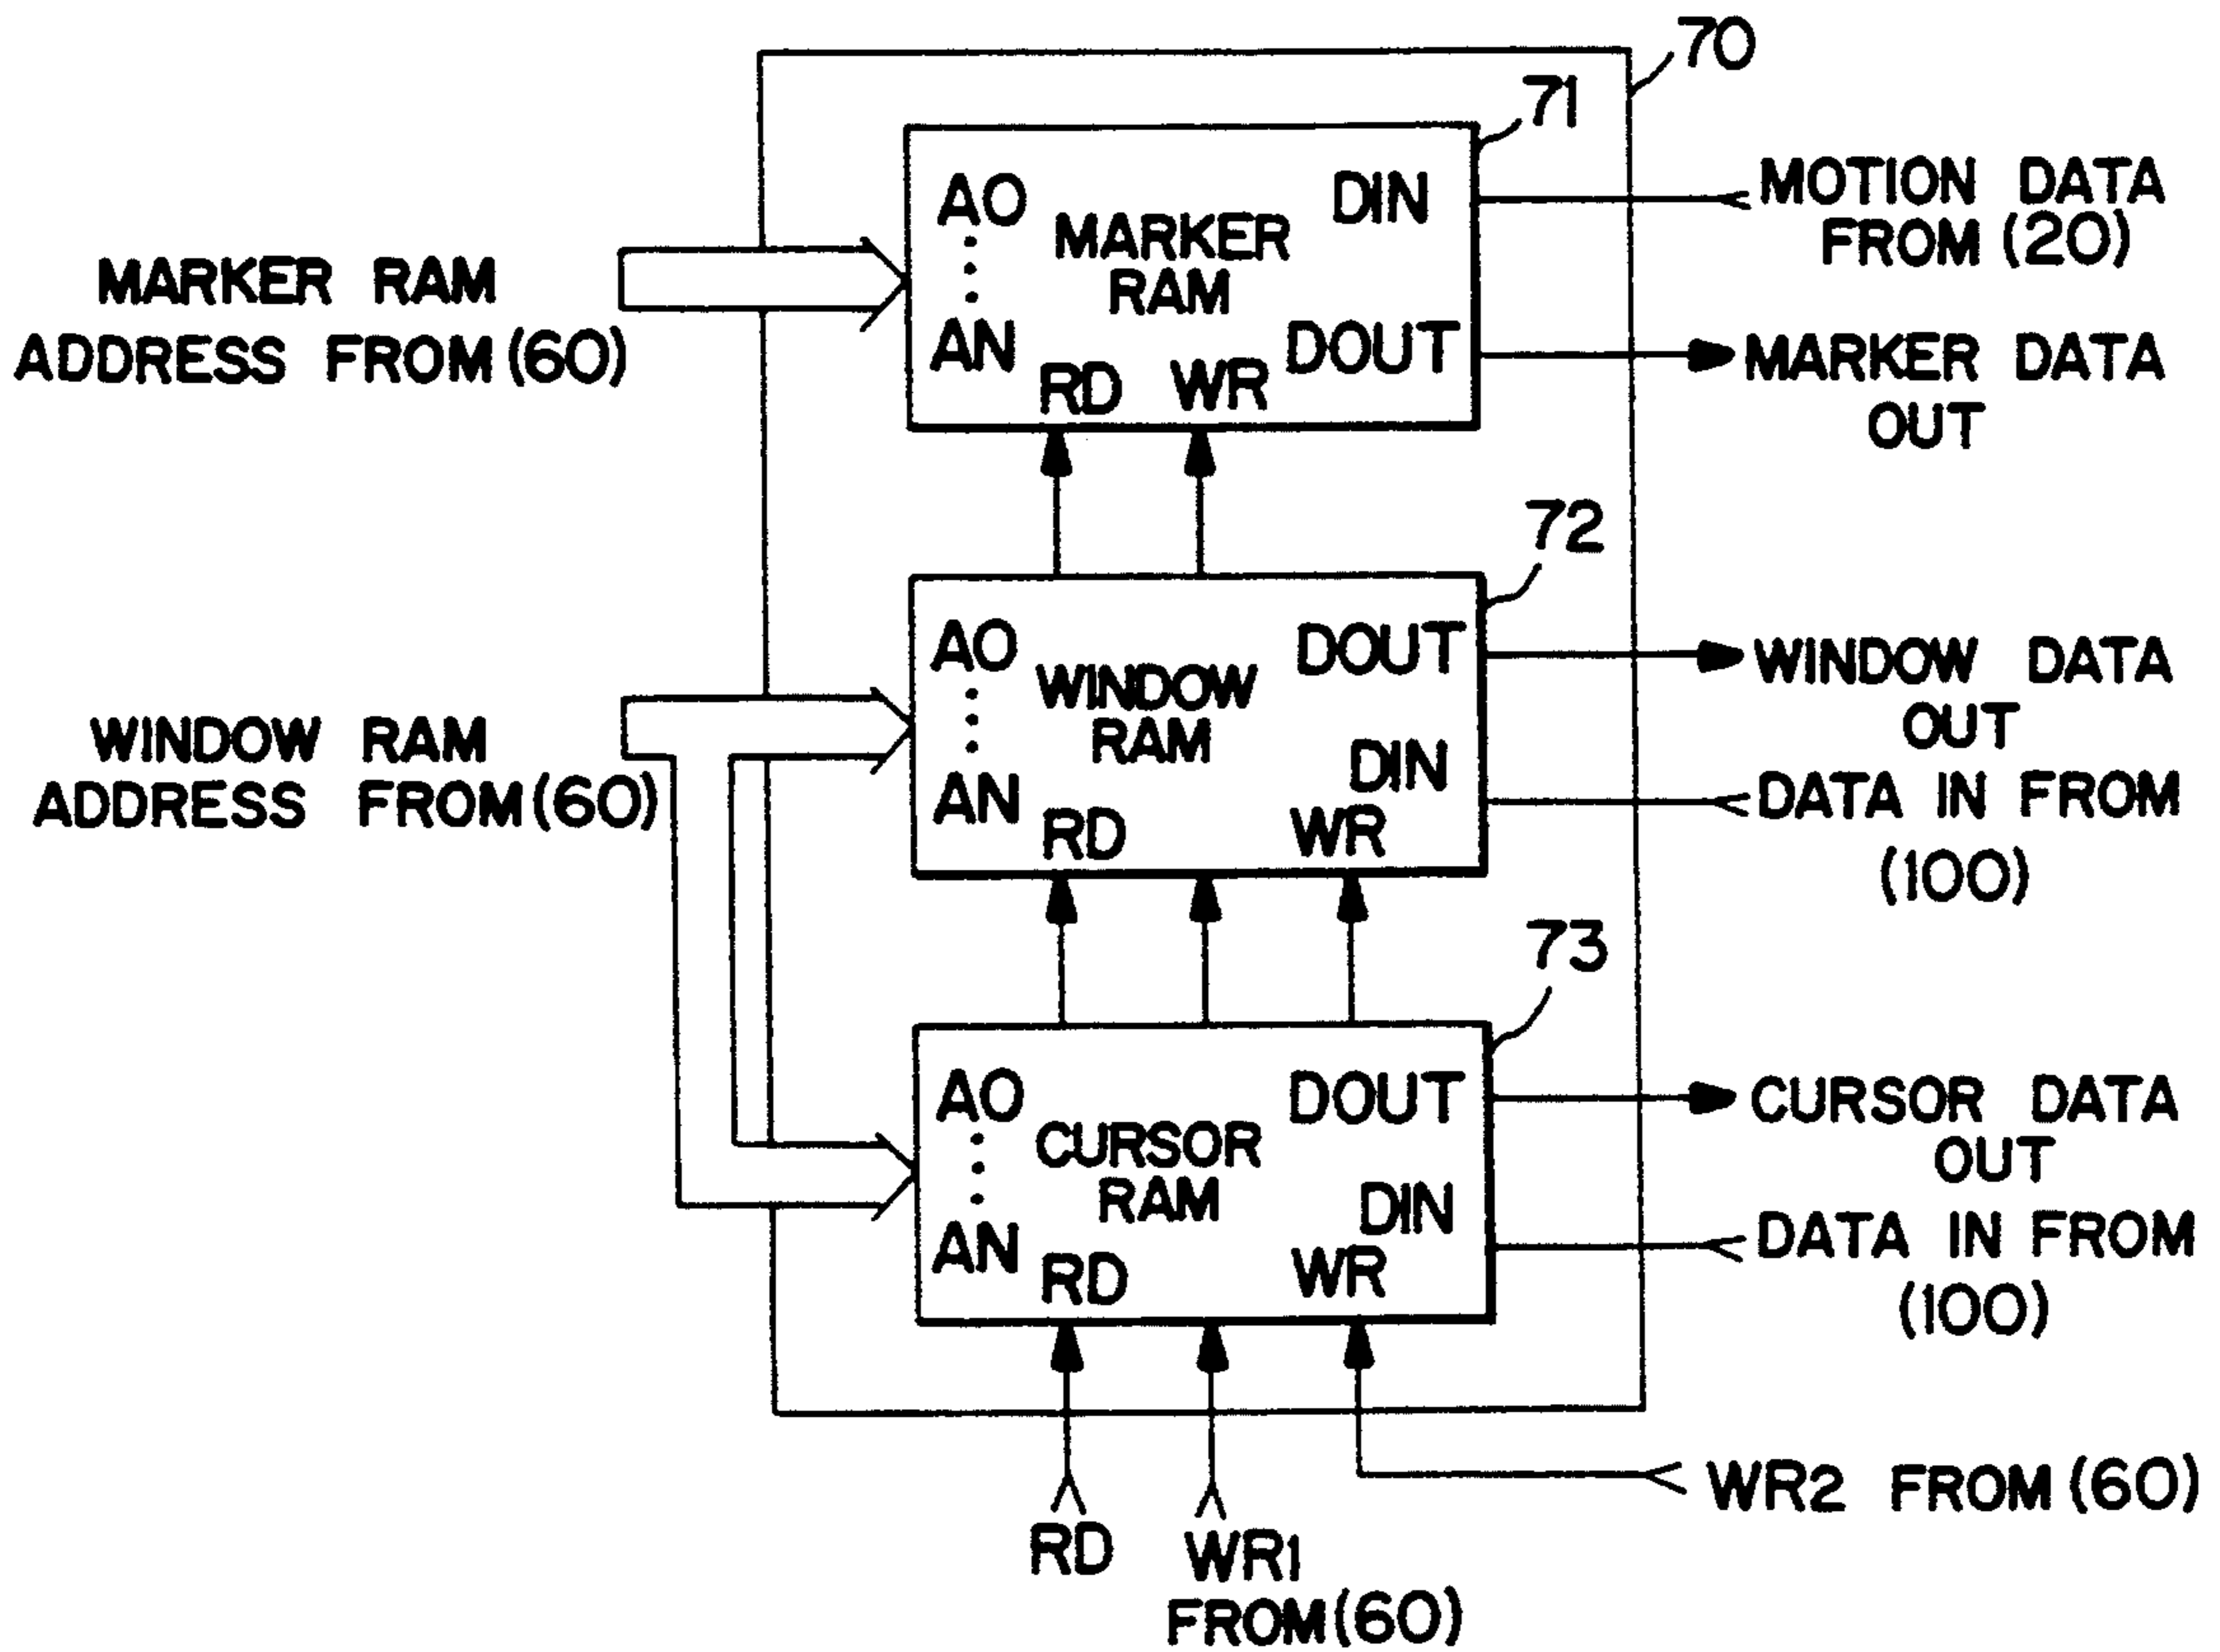 70
71
MARKER RAM
ADDRESS FROM (60)
AO
MARKER
RAM
AN
RD
WR
DIN
DOUT
MOTION DATA
FROM (20)
MARKER DATA
OUT
72
WINDOW RAM
ADDRESS FROM (60)
AO
WINDOW
RAM
AN
RD
WR
DOUT
DIN
WINDOW DATA
OUT
DATA IN FROM
(100)
73
AO
CURSOR
RAM
AN
RD
WR
DOUT
DIN
CURSOR DATA
OUT
DATA IN FROM
(100)
RD
WR1
FROM (60)
WR2 FROM (60)